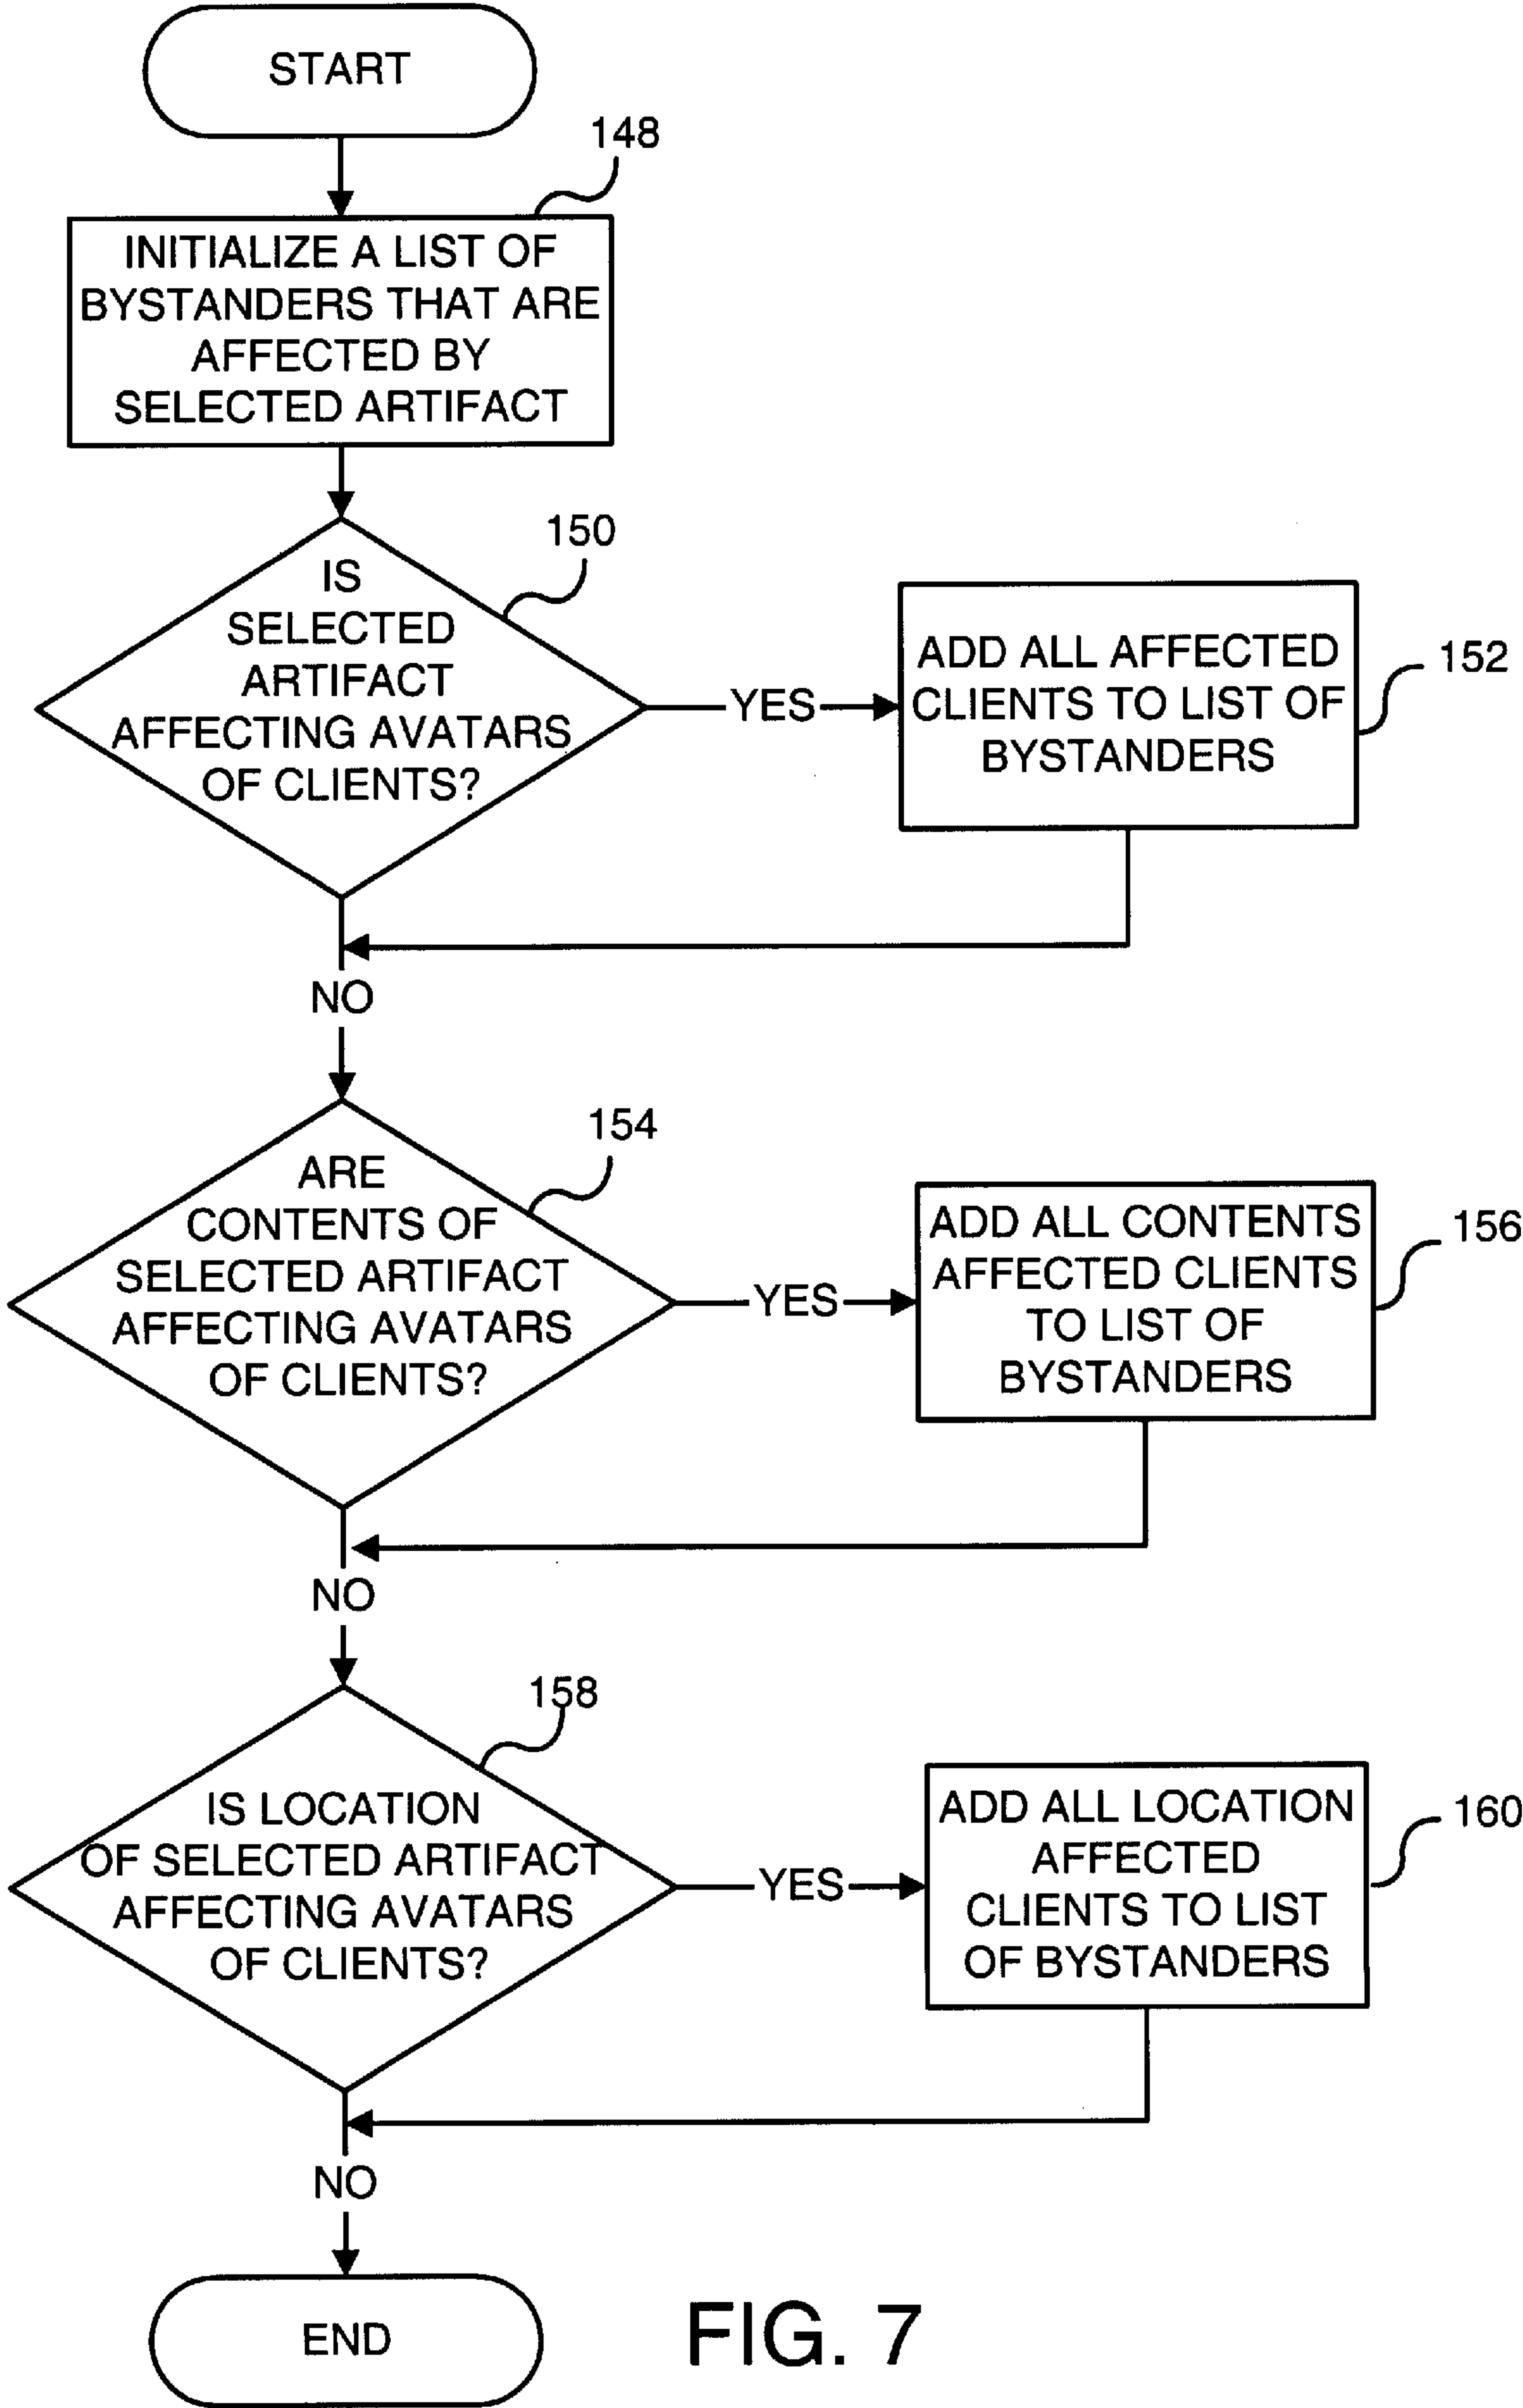 START
148
INITIALIZE A LIST OF
BYSTANDERS THAT ARE
AFFECTED BY
SELECTED ARTIFACT
150
IS
SELECTED
ARTIFACT
AFFECTING AVATARS
OF CLIENTS?
YES
ADD ALL AFFECTED
CLIENTS TO LIST OF
BYSTANDERS
152
NO
154
ARE
CONTENTS OF
SELECTED ARTIFACT
AFFECTING AVATARS
OF CLIENTS?
YES
ADD ALL CONTENTS
AFFECTED CLIENTS
TO LIST OF
BYSTANDERS
156
NO
158
IS LOCATION
OF SELECTED ARTIFACT
AFFECTING AVATARS
OF CLIENTS?
YES
ADD ALL LOCATION
AFFECTED
CLIENTS TO LIST
OF BYSTANDERS
160
NO
END
FIG. 7